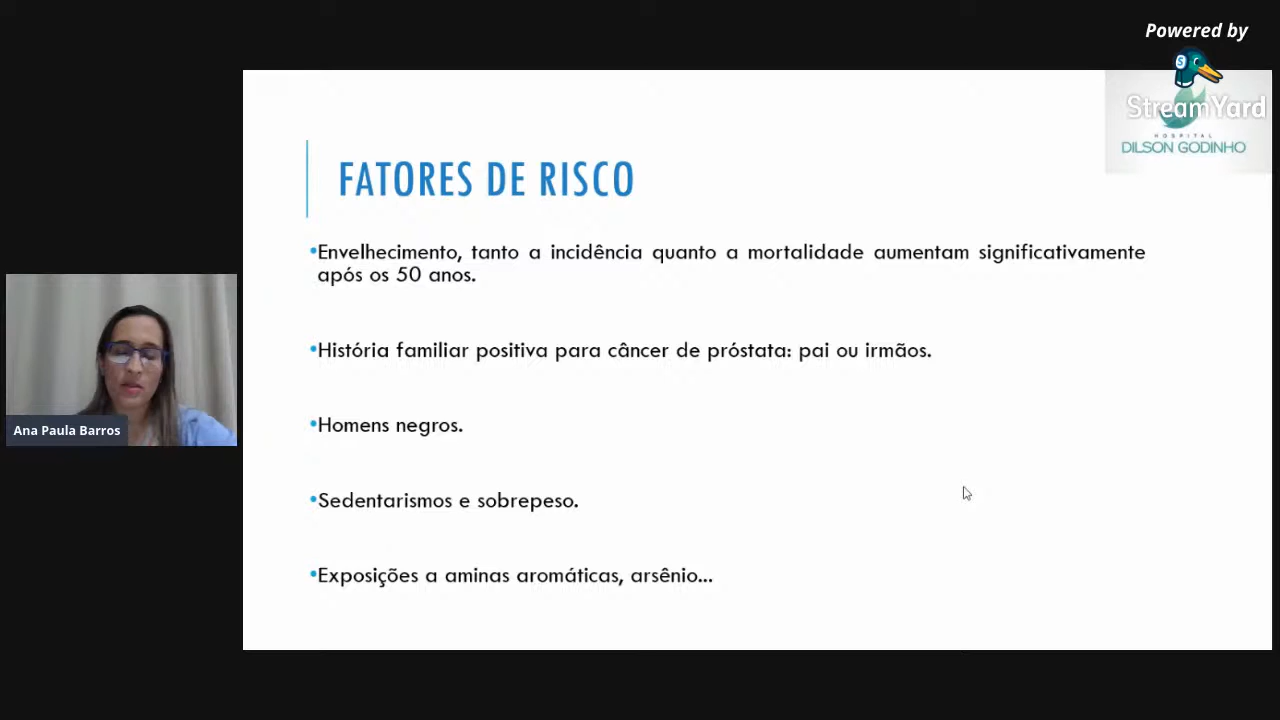 Powered by
StreamYard
HOSPITAL
DILSON GODINHO
FATORES DE RISCO
•Envelhecimento, tanto a incidência quanto a mortalidade aumentam significativamente
após os 50 anos.
•História familiar positiva para câncer de próstata: pai ou irmãos.
•Homens negros.
•Sedentarismos e sobrepeso.
•Exposições a aminas aromáticas, arsênio...
Ana Paula Barros